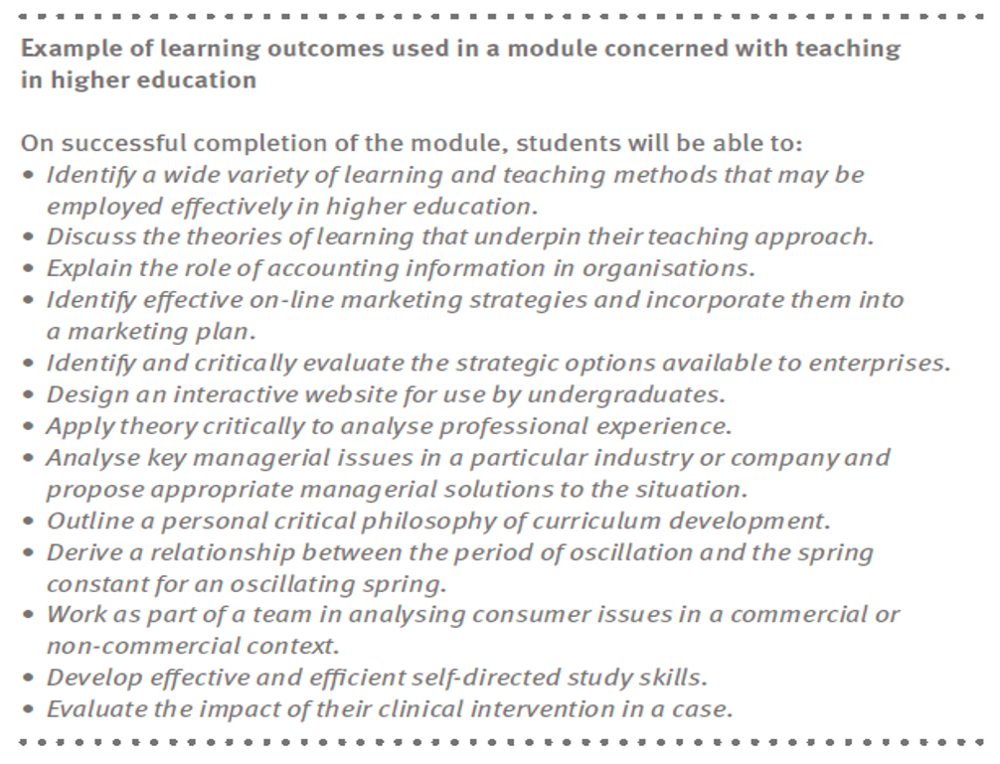 Example of learning outcomes used in a module concerned with teaching
in higher education
On successful completion of the module, students will be able to:
• Identify a wide variety of learning and teaching methods that may be
employed effectively in higher education.
• Discuss the theories of learning that underpin their teaching approach.
• Explain the role of accounting information in organisations.
• Identify effective on-line marketing strategies and incorporate them into
a marketing plan.
• Identify and critically evaluate the strategic options available to enterprises.
• Design an interactive website for use by undergraduates.
• Apply theory critically to analyse professional experience.
• Analyse key managerial issues in a particular industry or company and
propose appropriate managerial solutions to the situation.
• Outline a personal critical philosophy of curriculum development.
• Derive a relationship between the period of oscillation and the spring
constant for an oscillating spring.
• Work as part of a team in analysing consumer issues in a commercial or
non-commercial context.
• Develop effective and efficient self-directed study skills.
• Evaluate the impact of their clinical intervention in a case.